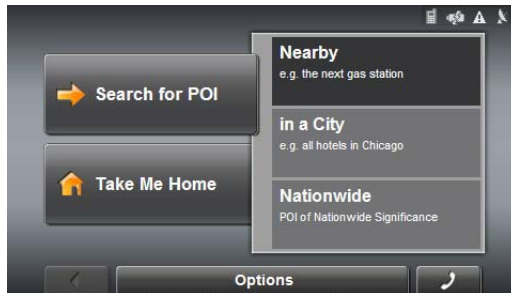 Search for POI
Take Me Home
Nearby
e.g. the next gas station
in a City
e.g. all hotels in Chicago
Nationwide
POI of Nationwide Significance
Options